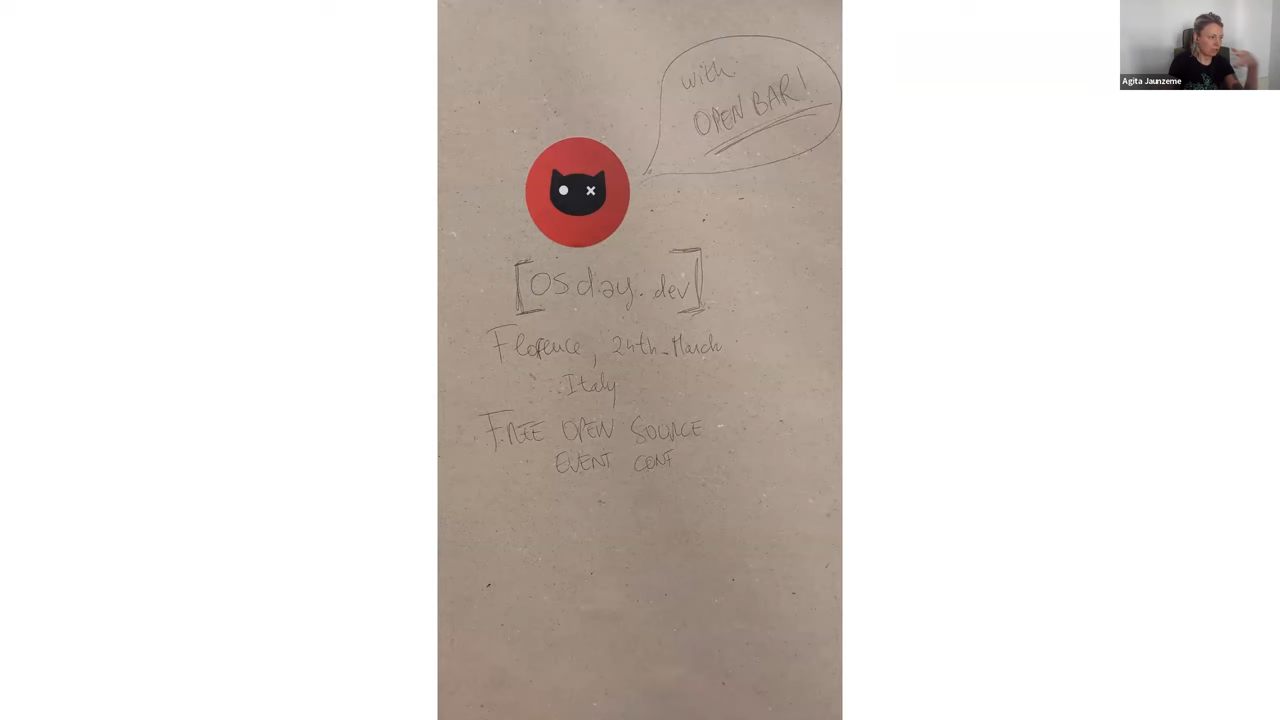 with
OPEN BAR!
[osday.dev]
Florence, 24th March
Italy
FREE OPEN SOURCE
EVENT CONF
Agita Jaunzeme